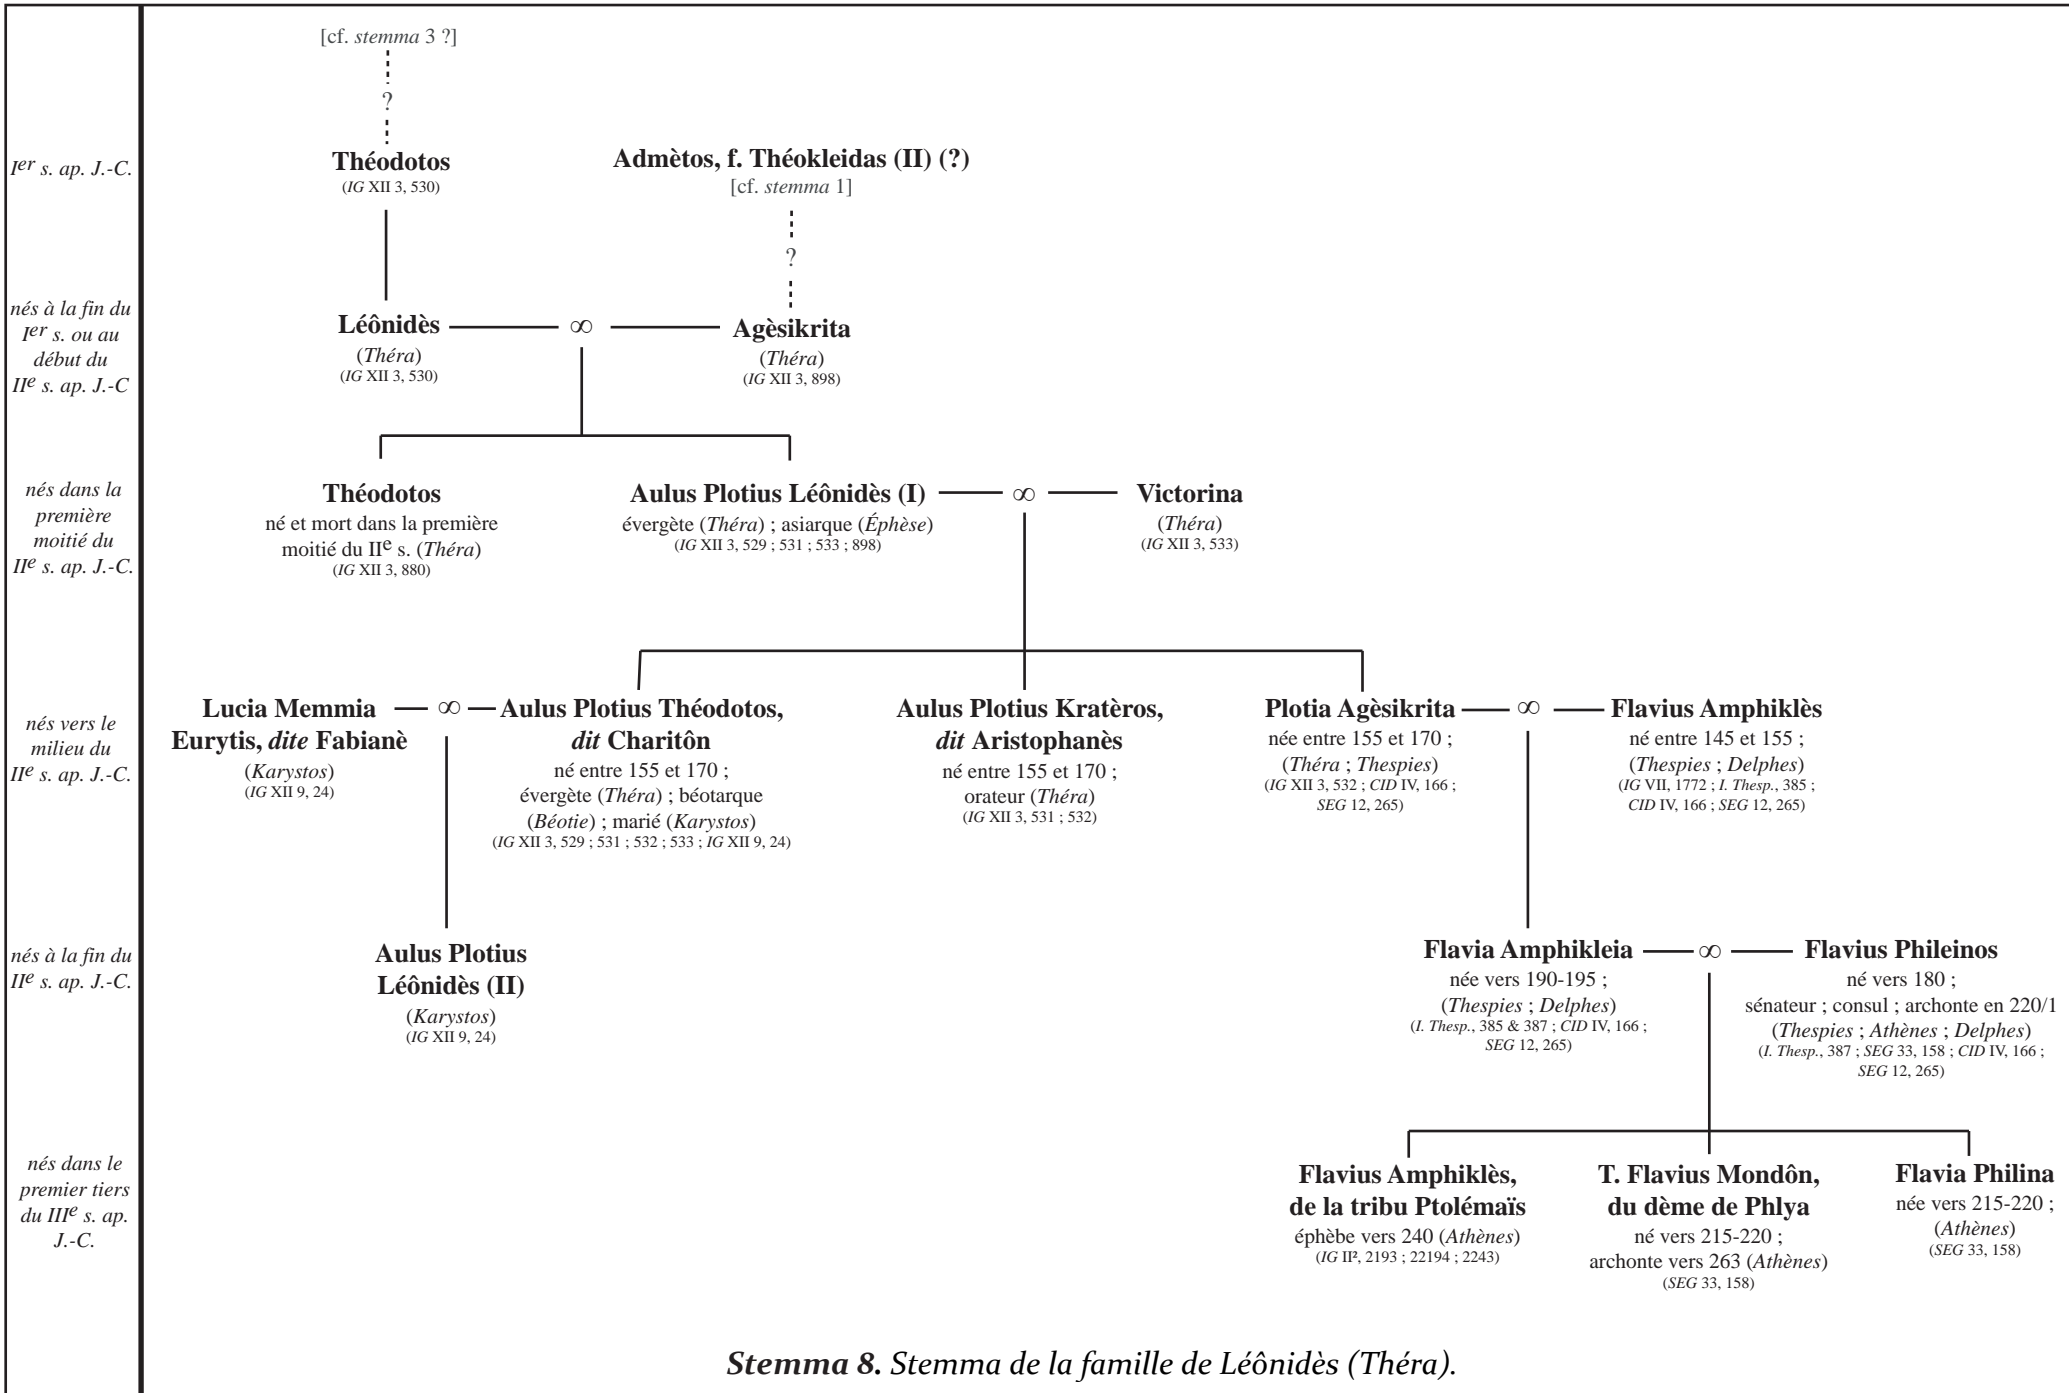 [cf. stemma 3 ?]
?
Ier s. ap. J.-C.
Théodotos
(IG XII 3, 530)
Admètos, f. Théokleidas (II) (?)
[cf. stemma 1]
?
nés à la fin du
Ier s. ou au
début du
IIe s. ap. J.-C
Léônidès
(Théra)
(IG XII 3, 530)
∞
Agèsikrita
(Théra)
(IG XII 3, 898)
nés dans la
première
moitié du
IIe s. ap. J.-C.
Théodotos
né et mort dans la première
moitié du IIe s. (Théra)
(IG XII 3, 880)
Aulus Plotius Léônidès (I)
évergète (Théra) ; asiarque (Éphèse)
(IG XII 3, 529 ; 531 ; 533 ; 898)
∞
Victorina
(Théra)
(IG XII 3, 533)
nés vers le
milieu du
IIe s. ap. J.-C.
Lucia Memmia
Eurytis, dite Fabianè
(Karystos)
(IG XII 9, 24)
∞
Aulus Plotius Théodotos,
dit Charitôn
né entre 155 et 170 ;
évergète (Théra) ; béotarque
(Béotie) ; marié (Karystos)
(IG XII 3, 529 ; 531 ; 532 ; 533 ; IG XII 9, 24)
Aulus Plotius Kratèros,
dit Aristophanès
né entre 155 et 170 ;
orateur (Théra)
(IG XII 3, 531 ; 532)
Plotia Agèsikrita
née entre 155 et 170 ;
(Théra ; Thespies)
(IG XII 3, 532 ; CID IV, 166 ;
SEG 12, 265)
∞
Flavius Amphiklès
né entre 145 et 155 ;
(Thespies ; Delphes)
(IG VII, 1772 ; I. Thesp., 385 ;
CID IV, 166 ; SEG 12, 265)
nés à la fin du
IIe s. ap. J.-C.
Aulus Plotius
Léônidès (II)
(Karystos)
(IG XII 9, 24)
Flavia Amphikleia
née vers 190-195 ;
(Thespies ; Delphes)
(I. Thesp., 385 & 387 ; CID IV, 166 ;
SEG 12, 265)
∞
Flavius Phileinos
né vers 180 ;
sénateur ; consul ; archonte en 220/1
(Thespies ; Athènes ; Delphes)
(I. Thesp., 387 ; SEG 33, 158 ; CID IV, 166 ;
SEG 12, 265)
nés dans le
premier tiers
du IIIe s. ap.
J.-C.
Flavius Amphiklès,
de la tribu Ptolémaïs
éphèbe vers 240 (Athènes)
(IG II², 2193 ; 22194 ; 2243)
T. Flavius Mondôn,
du dème de Phlya
né vers 215-220 ;
archonte vers 263 (Athènes)
(SEG 33, 158)
Flavia Philina
née vers 215-220 ;
(Athènes)
(SEG 33, 158)
Stemma 8. Stemma de la famille de Léônidès (Théra).